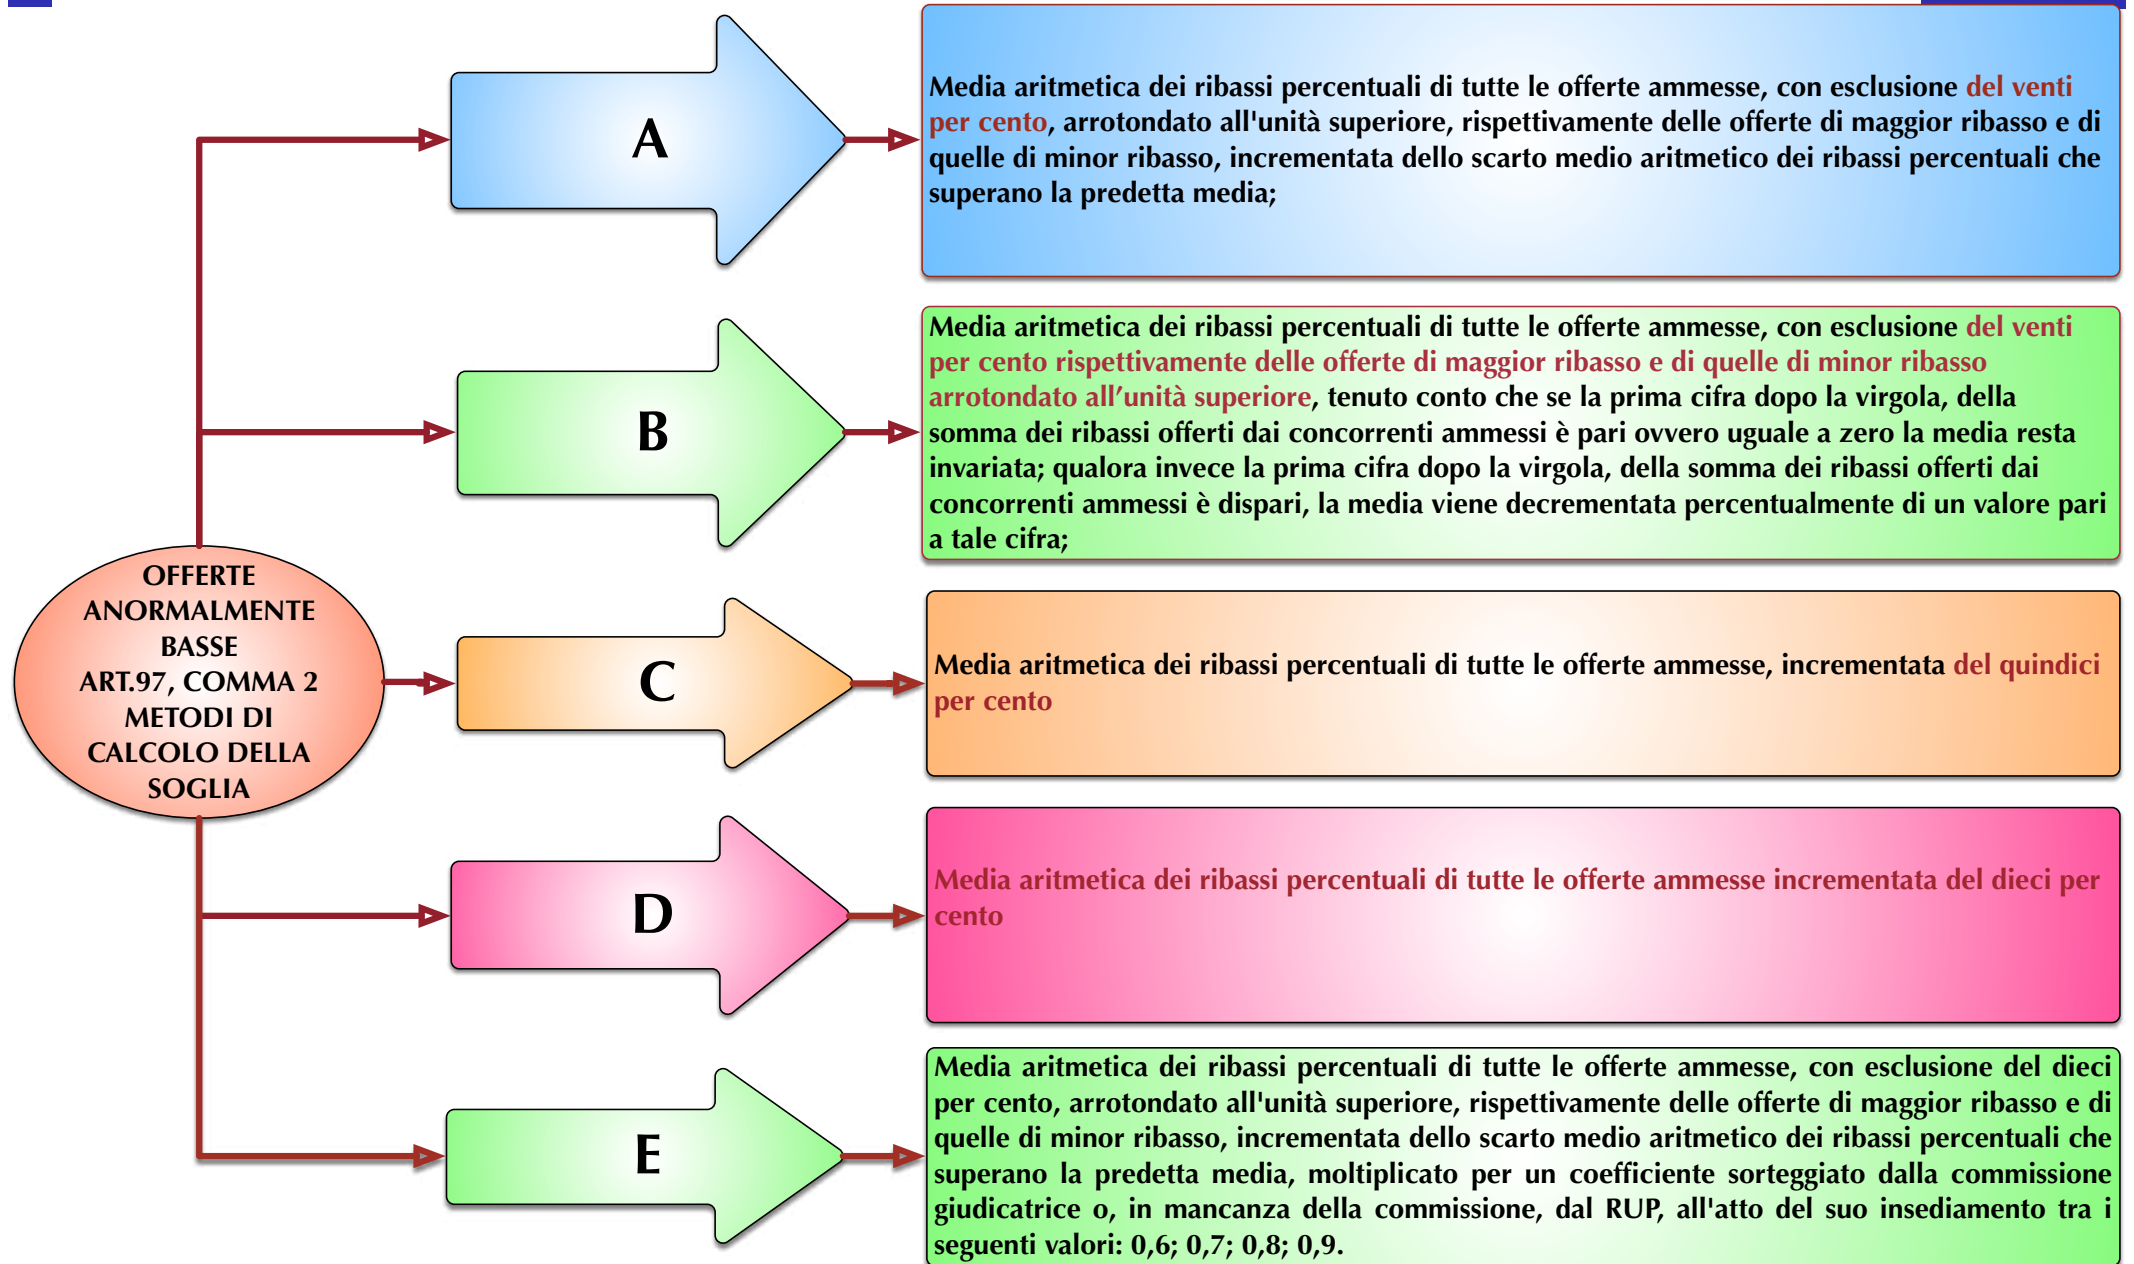 A
Media aritmetica dei ribassi percentuali di tutte le offerte ammesse, con esclusione del venti
per cento, arrotondato all'unità superiore, rispettivamente delle offerte di maggior ribasso e di
quelle di minor ribasso, incrementata dello scarto medio aritmetico dei ribassi percentuali che
superano la predetta media;
B
Media aritmetica dei ribassi percentuali di tutte le offerte ammesse, con esclusione del venti
per cento rispettivamente delle offerte di maggior ribasso e di quelle di minor ribasso
arrotondato all’unità superiore, tenuto conto che se la prima cifra dopo la virgola, della
somma dei ribassi offerti dai concorrenti ammessi è pari ovvero uguale a zero la media resta
invariata; qualora invece la prima cifra dopo la virgola, della somma dei ribassi offerti dai
concorrenti ammessi è dispari, la media viene decrementata percentualmente di un valore pari
a tale cifra;
OFFERTE
ANORMALMENTE
BASSE
ART.97, COMMA 2
METODI DI
CALCOLO DELLA
SOGLIA
C
Media aritmetica dei ribassi percentuali di tutte le offerte ammesse, incrementata del quindici
per cento
D
Media aritmetica dei ribassi percentuali di tutte le offerte ammesse incrementata del dieci per
cento
E
Media aritmetica dei ribassi percentuali di tutte le offerte ammesse, con esclusione del dieci
per cento, arrotondato all'unità superiore, rispettivamente delle offerte di maggior ribasso e di
quelle di minor ribasso, incrementata dello scarto medio aritmetico dei ribassi percentuali che
superano la predetta media, moltiplicato per un coefficiente sorteggiato dalla commissione
giudicatrice o, in mancanza della commissione, dal RUP, all'atto del suo insediamento tra i
seguenti valori: 0,6; 0,7; 0,8; 0,9.